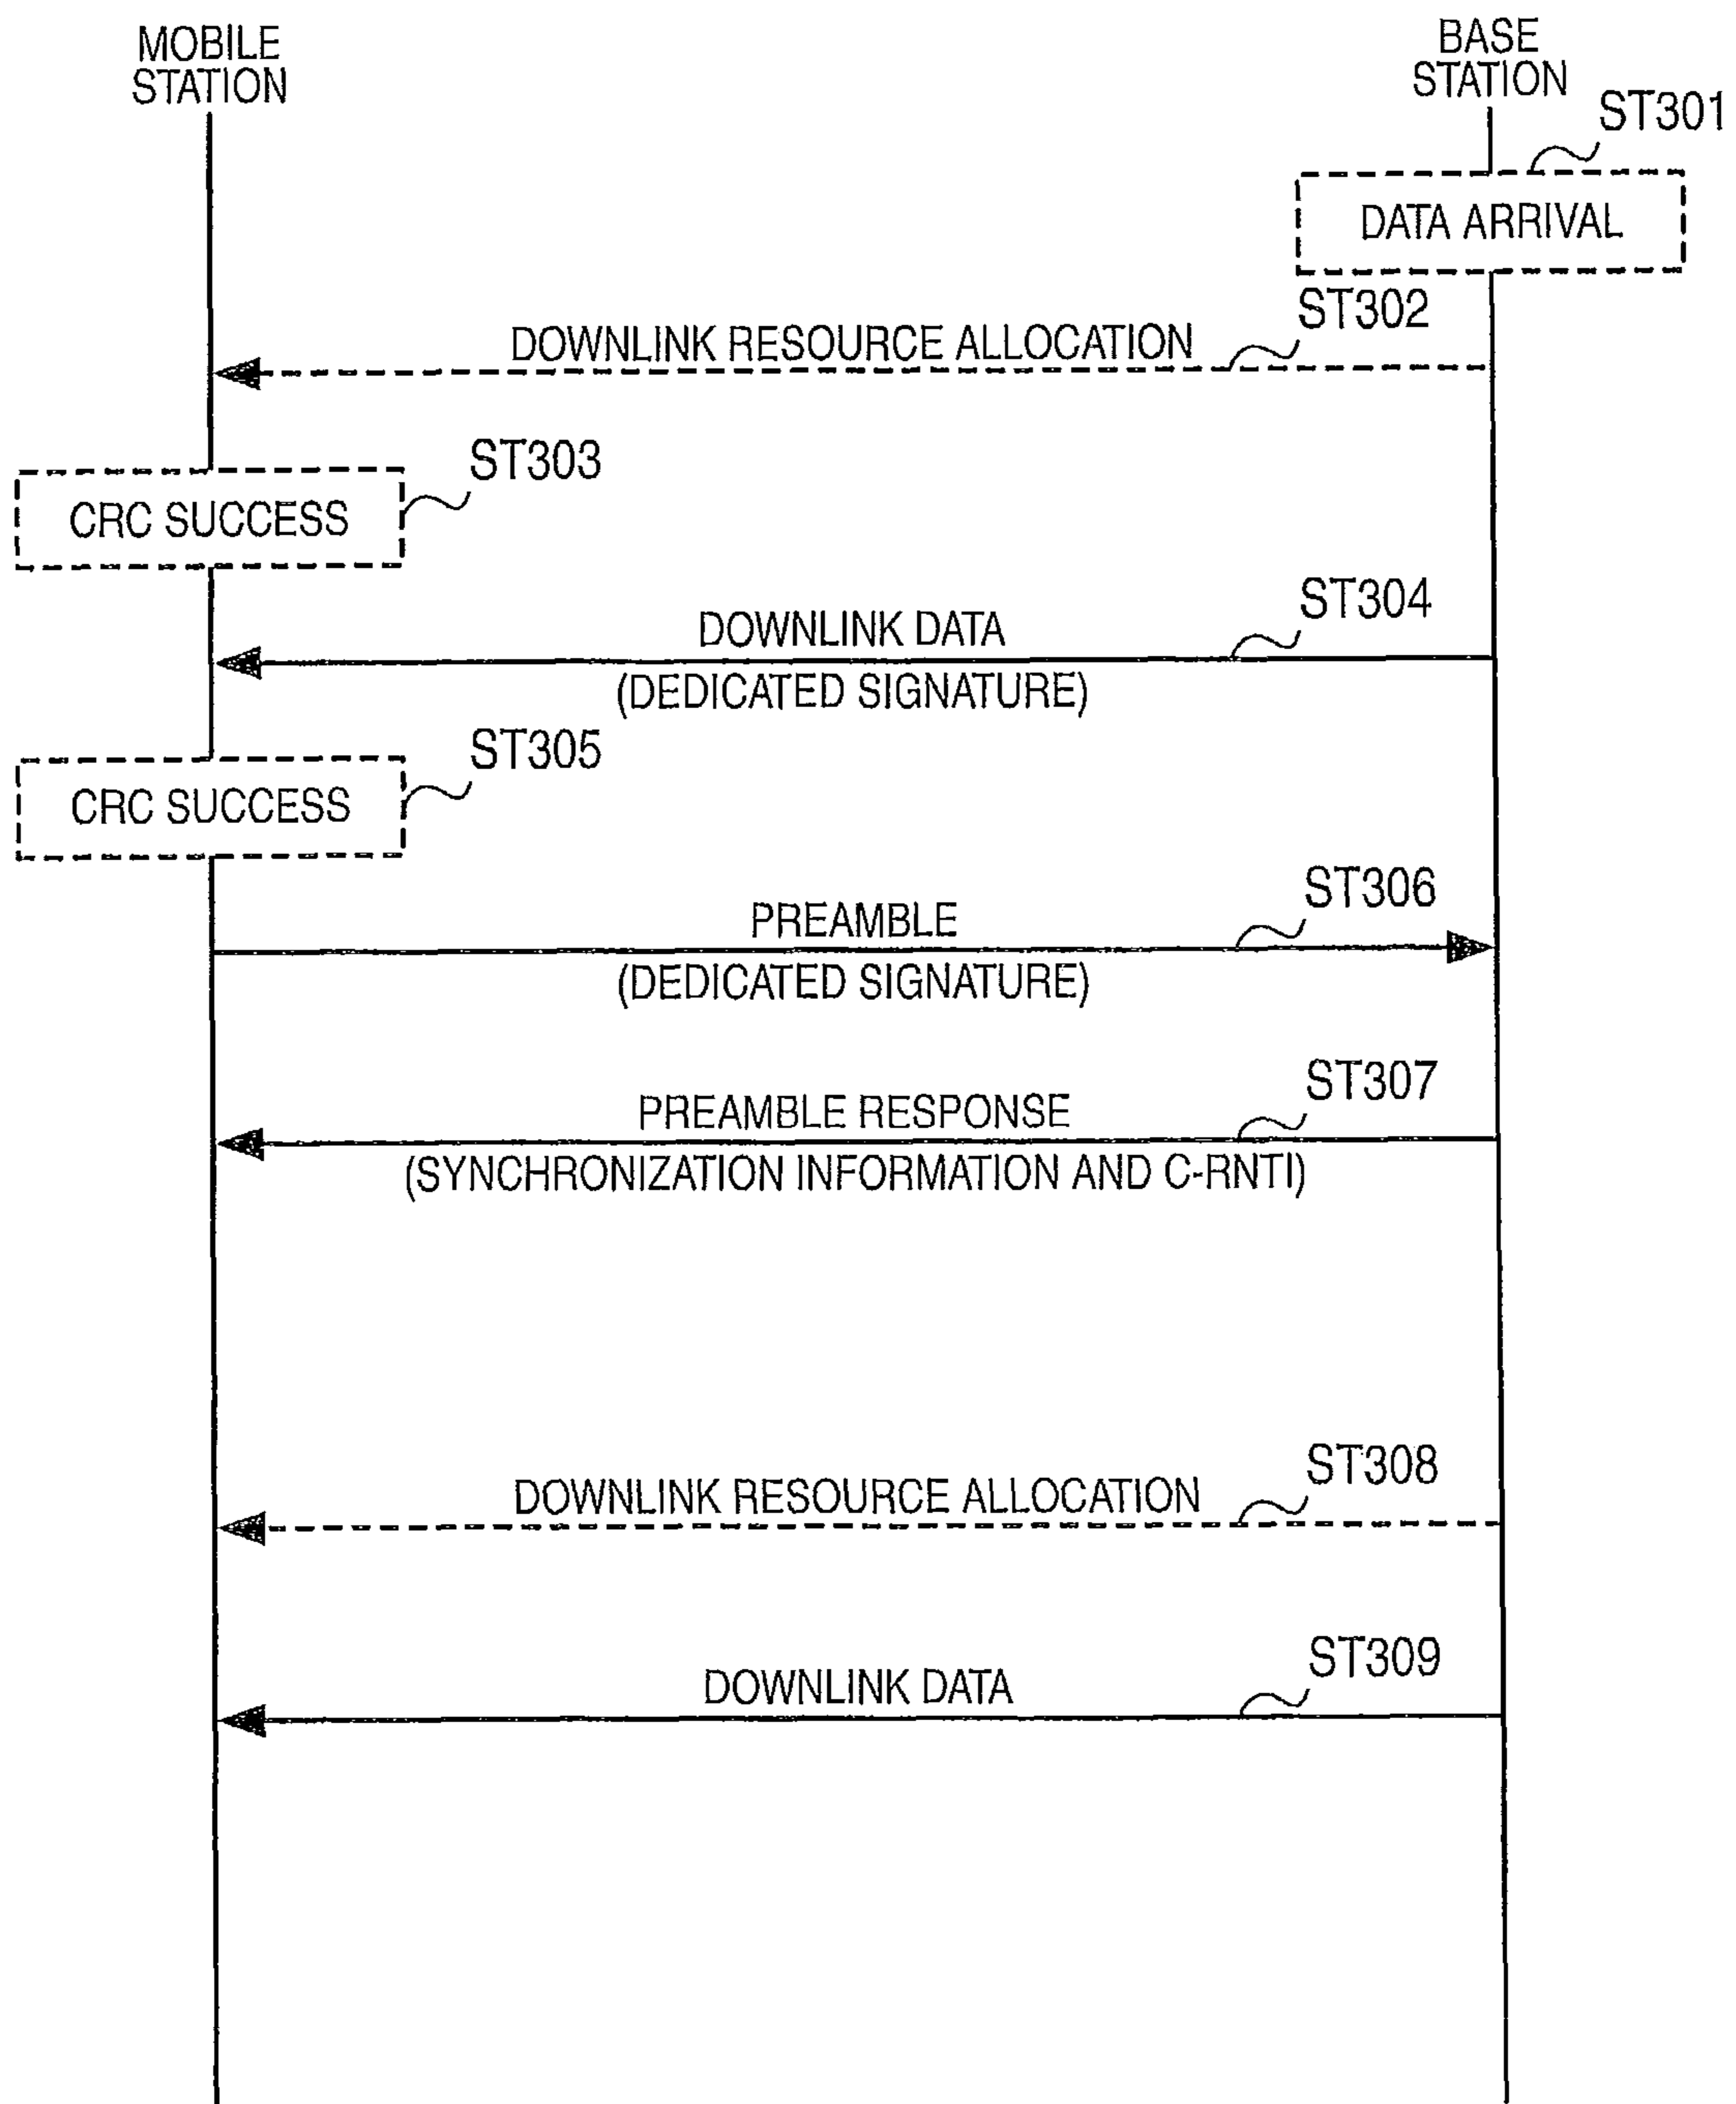 MOBILE
STATION
BASE
STATION
ST301
DATA ARRIVAL
ST302
DOWNLINK RESOURCE ALLOCATION
ST303
CRC SUCCESS
ST304
DOWNLINK DATA
(DEDICATED SIGNATURE)
ST305
CRC SUCCESS
ST306
PREAMBLE
(DEDICATED SIGNATURE)
ST307
PREAMBLE RESPONSE
(SYNCHRONIZATION INFORMATION AND C-RNTI)
ST308
DOWNLINK RESOURCE ALLOCATION
ST309
DOWNLINK DATA